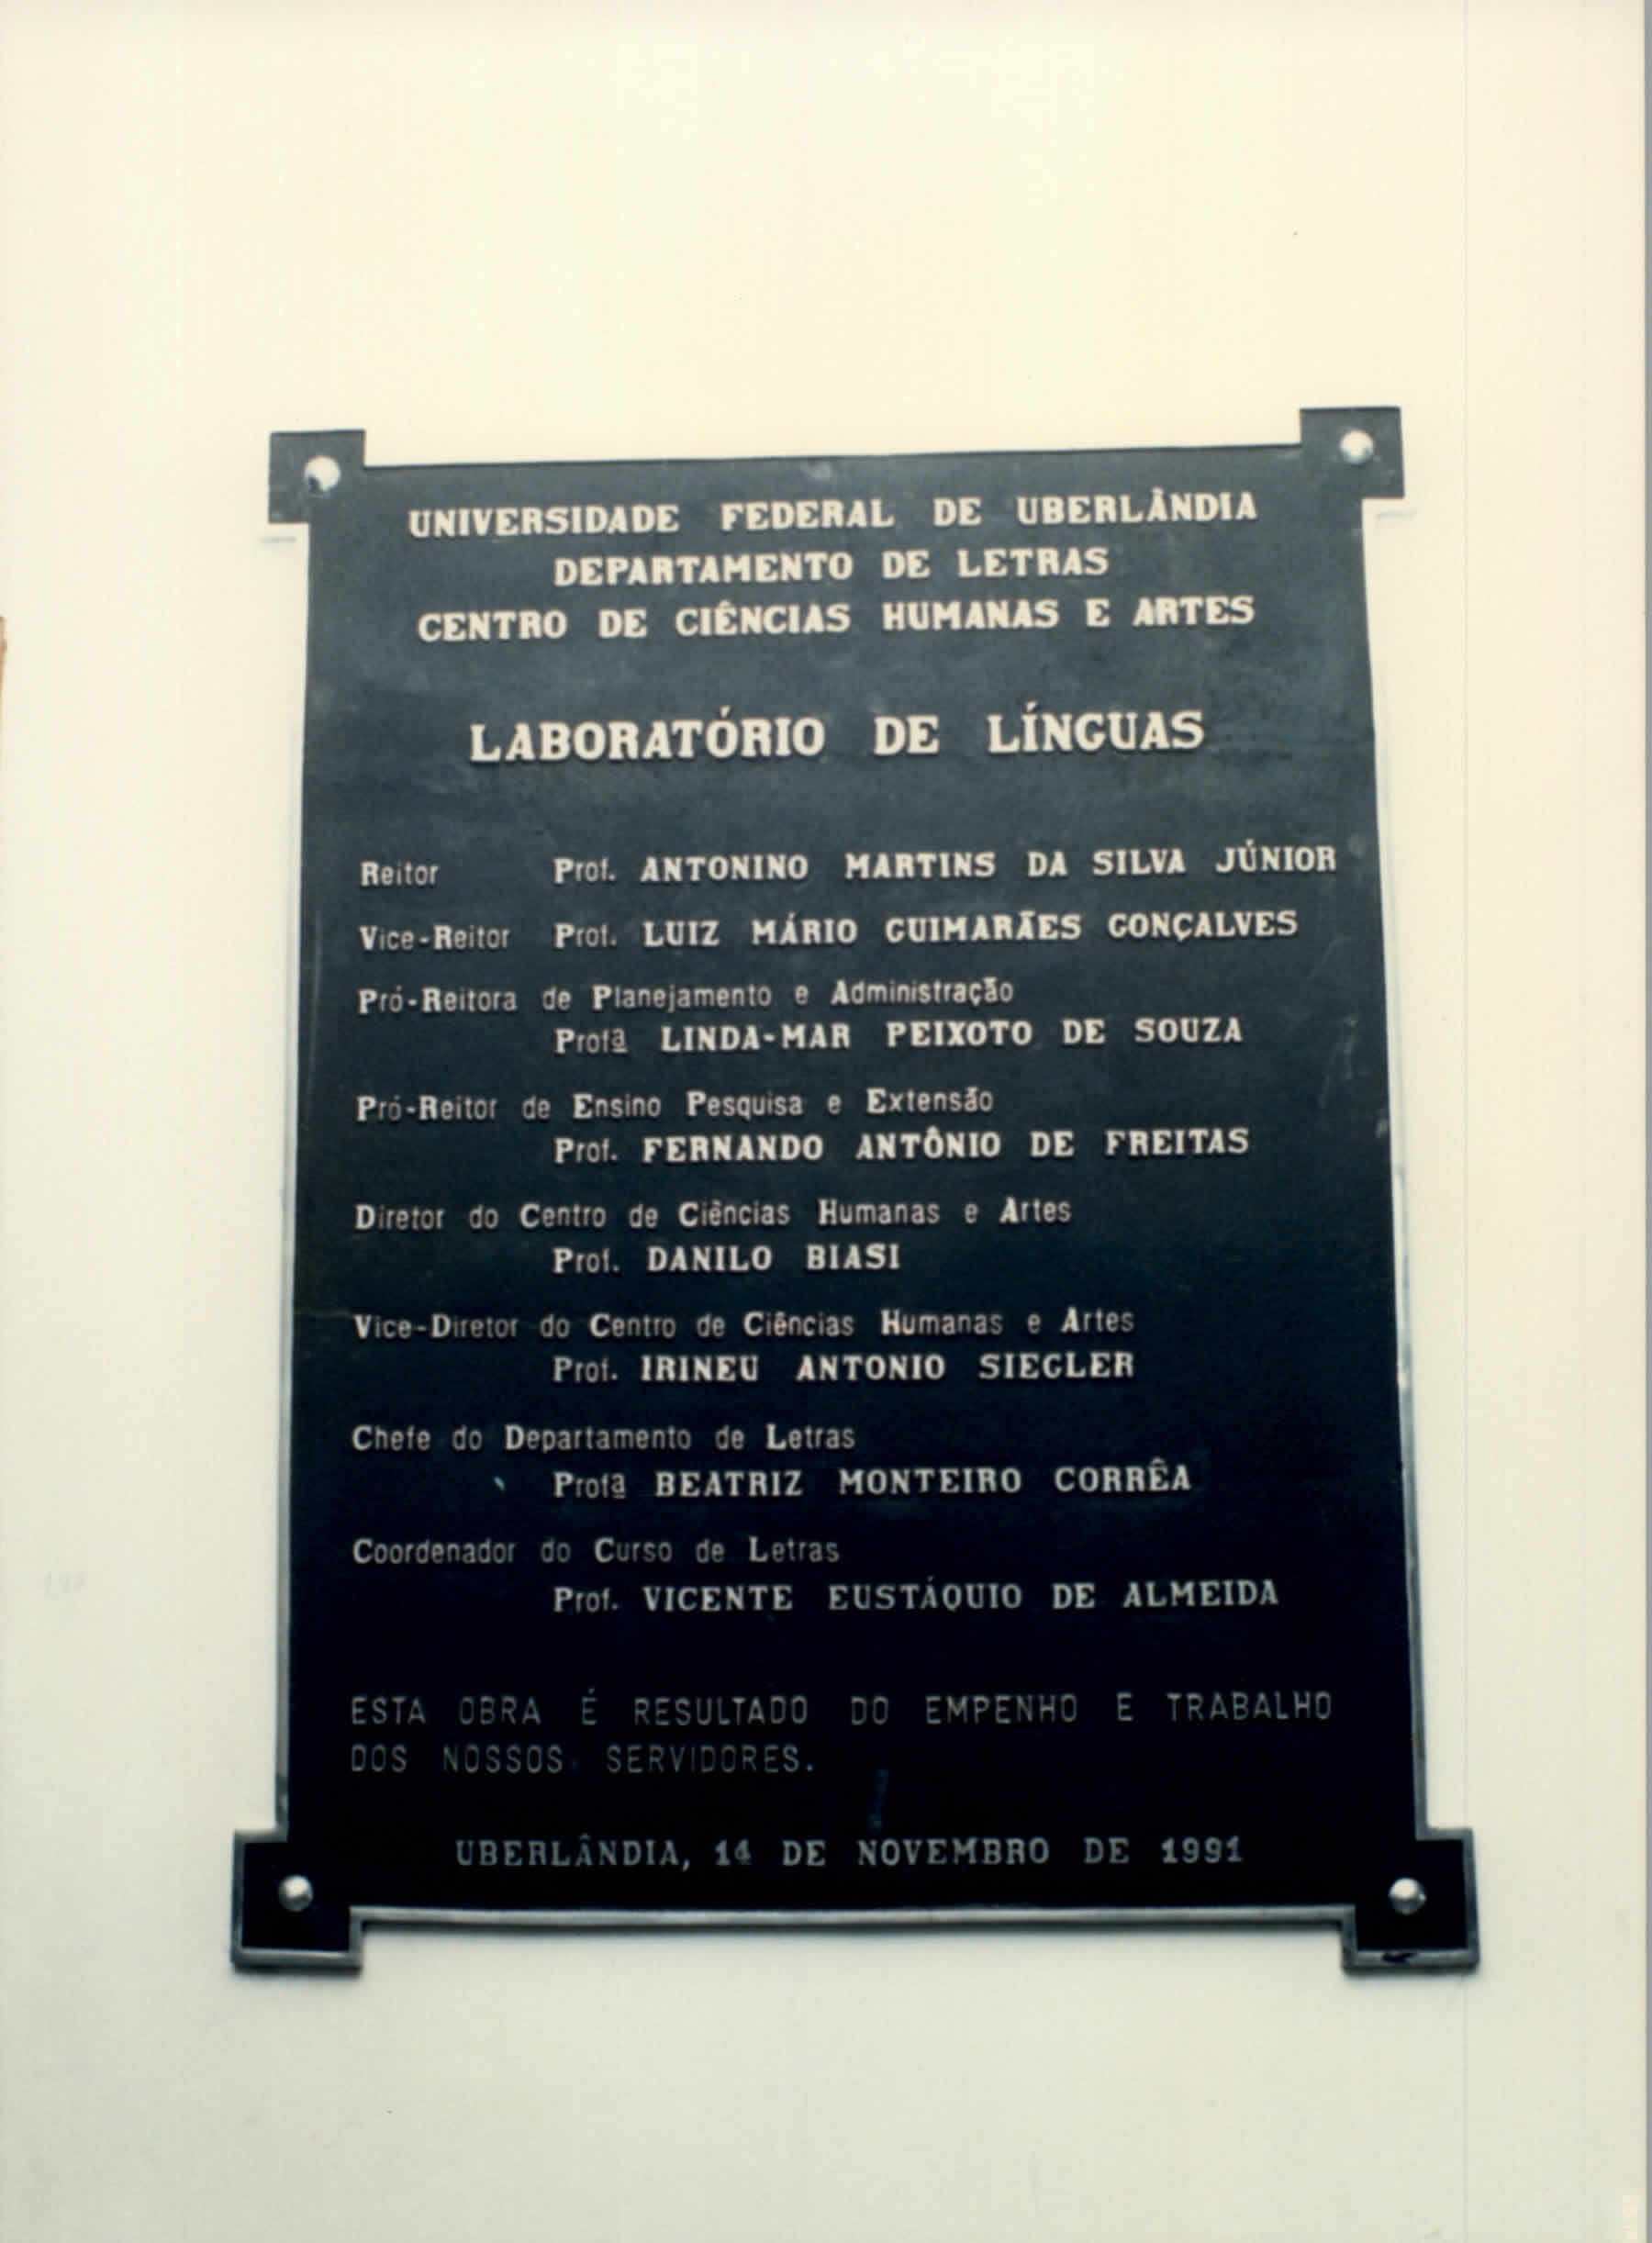 UNIVERSIDADE FEDERAL DE UBERLÂNDIA
DEPARTAMENTO DE LETRAS
CENTRO DE CIÊNCIAS HUMANAS E ARTES
LABORATÓRIO DE LÍNGUAS
Reitor Prof. ANTONINO MARTINS DA SILVA JÚNIOR
Vice-Reitor Prof. LUIZ MÁRIO GUIMARÃES GONÇALVES
Pró-Reitora de Planejamento e Administração
Profª LINDA-MAR PEIXOTO DE SOUZA
Pró-Reitor de Ensino Pesquisa e Extensão
Prof. FERNANDO ANTÔNIO DE FREITAS
Diretor do Centro de Ciências Humanas e Artes
Prof. DANILO BIASI
Vice-Diretor do Centro de Ciências Humanas e Artes
Prof. IRINEU ANTONIO SIEGLER
Chefe do Departamento de Letras
Profª BEATRIZ MONTEIRO CORRÊA
Coordenador do Curso de Letras
Prof. VICENTE EUSTÁQUIO DE ALMEIDA
ESTA OBRA É RESULTADO DO EMPENHO E TRABALHO
DOS NOSSOS SERVIDORES.
UBERLÂNDIA, 14 DE NOVEMBRO DE 1991